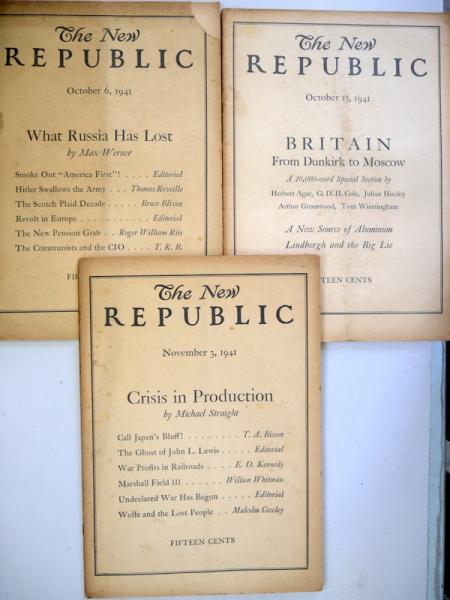 The New
REPUBLIC
October 6, 1941
What Russia Has Lost
by Max Werner
Smoke Out "America First"! . . . . Editorial
Hitler Swallows the Army . . . Thomas Reveille
The Scotch Plaid Decade . . . . . Bruce Bliven
Revolt in Europe . . . . . . . . . . . Editorial
The New Pension Grab . . Roger William Riis
The Communists and the CIO . . . . T. R. B.
FIF
The New
REPUBLIC
October 13, 1941
BRITAIN
From Dunkirk to Moscow
A 10,000-word Special Section by
Herbert Agar, G. D. H. Cole, Julian Huxley
Arthur Greenwood, Tom Wintringham
A New Source of Aluminum
Lindbergh and the Big Lie
TEEN CENTS
The New
REPUBLIC
November 3, 1941
Crisis in Production
by Michael Straight
Call Japan's Bluff! . . . . . . . . T. A. Bisson
The Ghost of John L. Lewis . . . . Editorial
War Profits in Railroads . . . E. D. Kennedy
Marshall Field III . . . . . . Willson Whitman
Undeclared War Has Begun . . . . . Editorial
Wolfe and the Lost People . . Malcolm Cowley
FIFTEEN CENTS